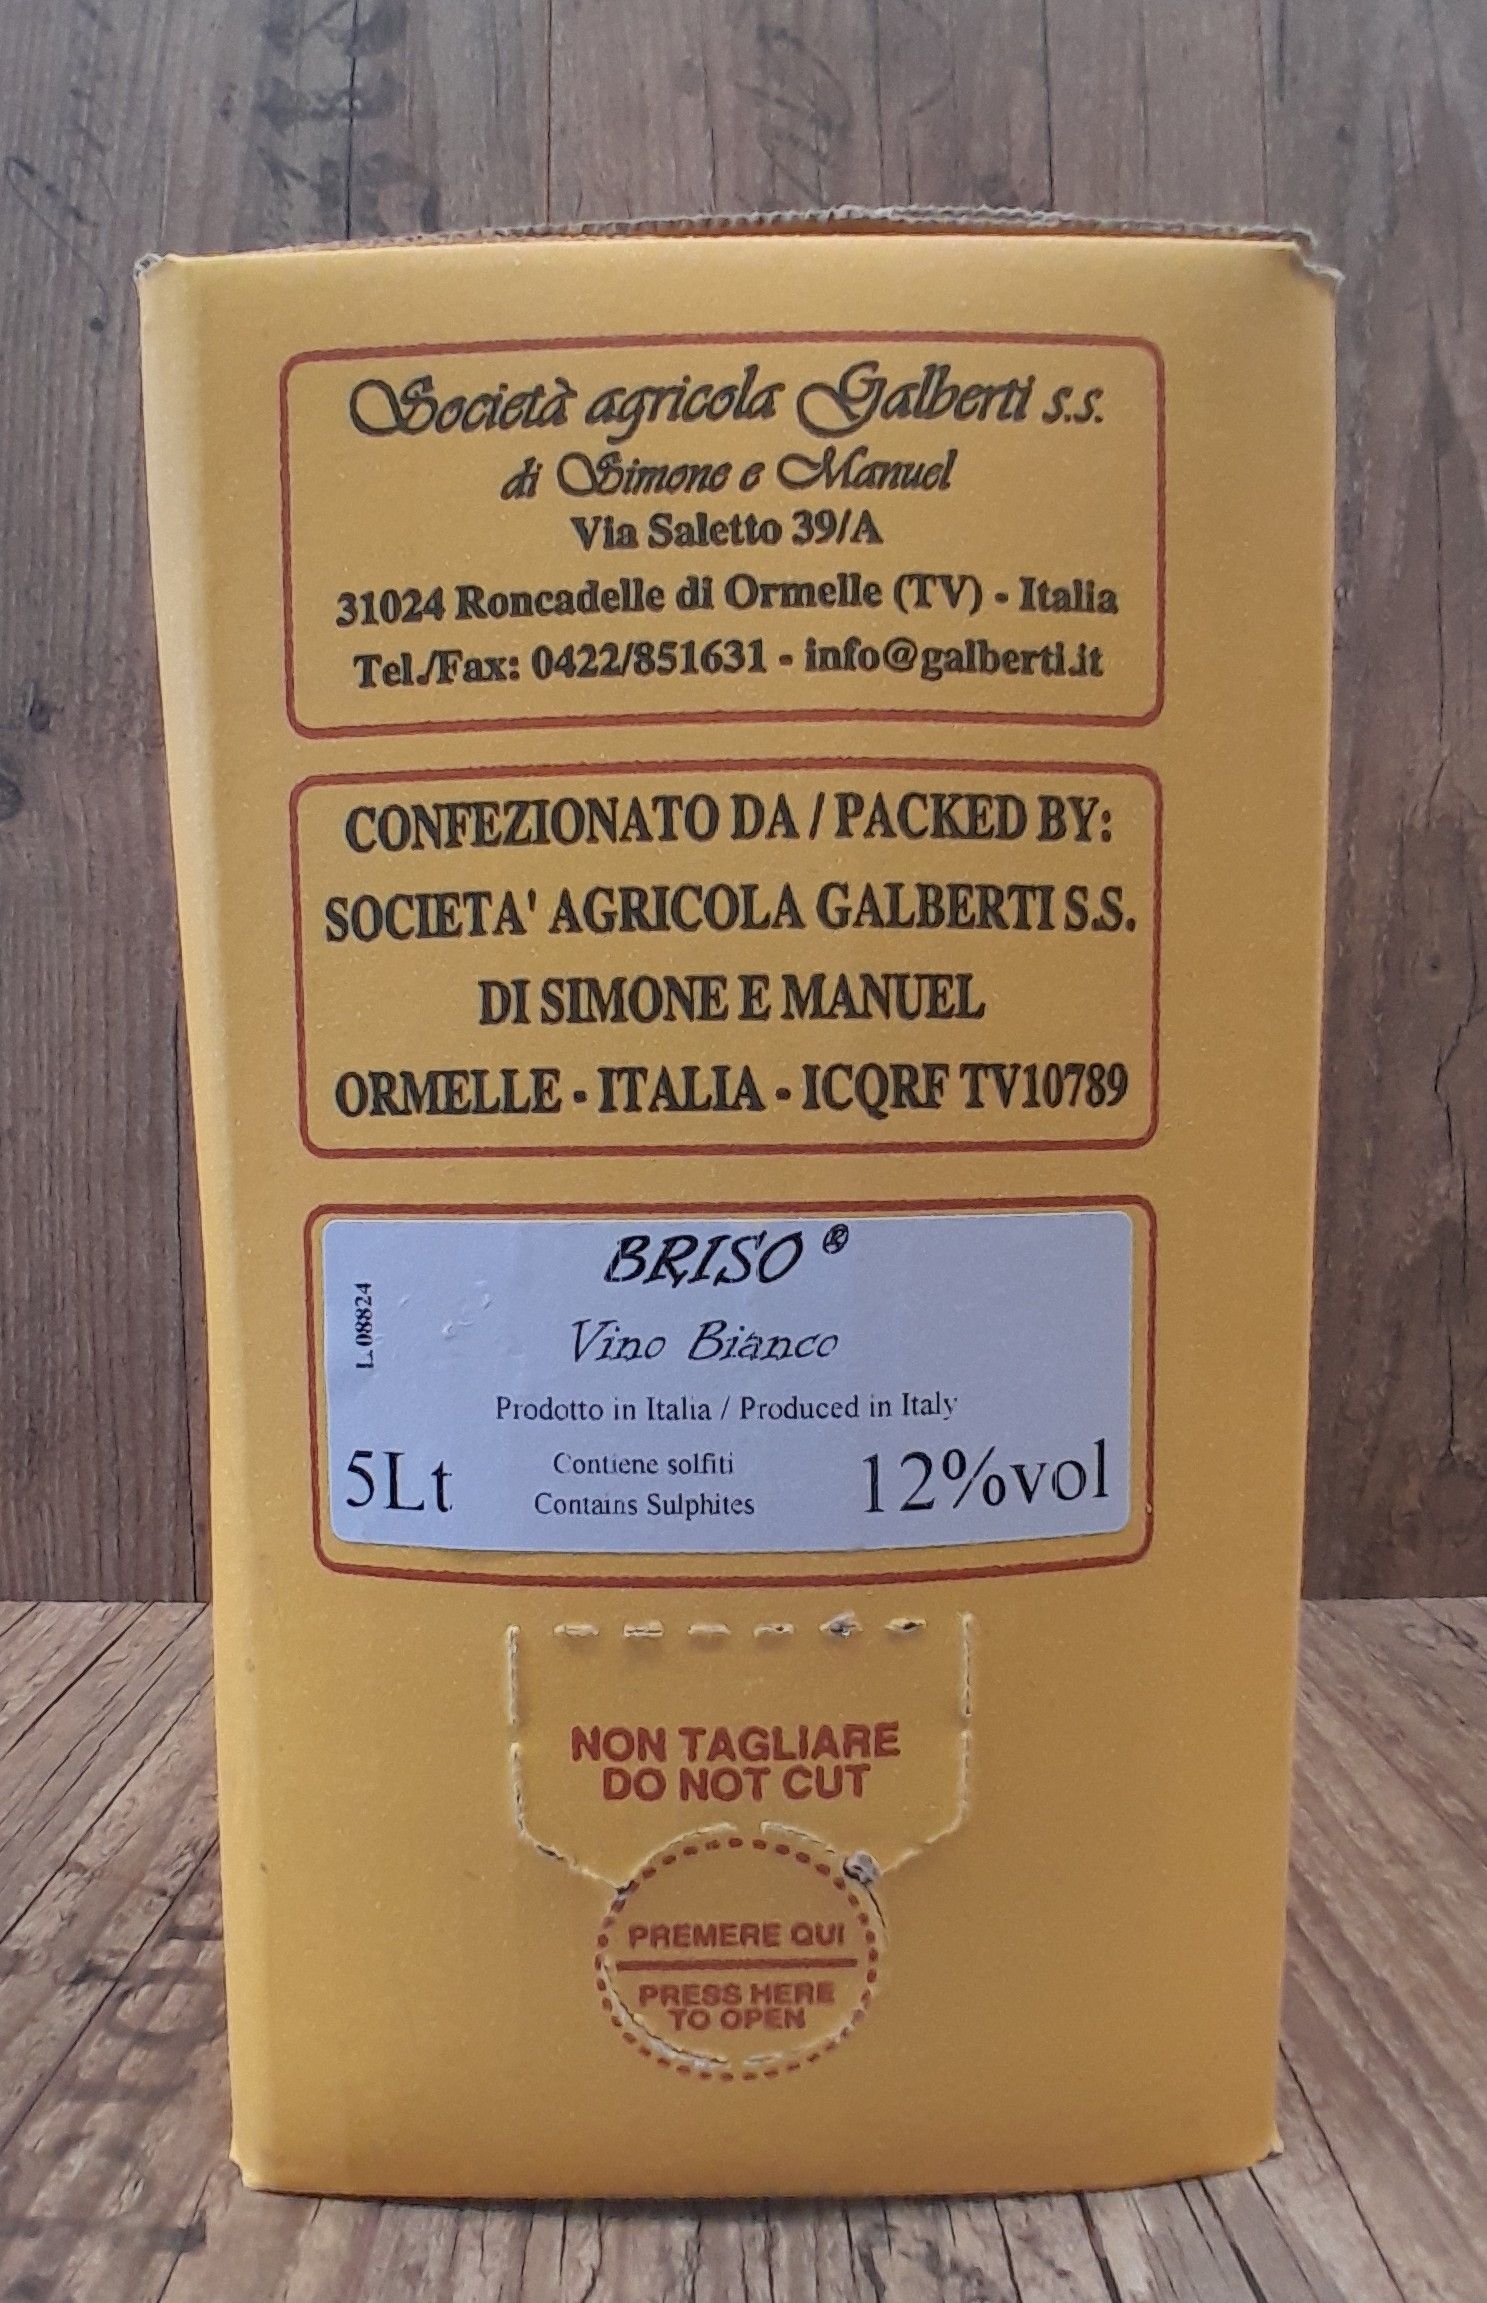 Società agricola Galberti s.s.
di Simone e Manuel
Via Saletto 39/A
31024 Roncadelle di Ormelle (TV) - Italia
Tel./Fax: 0422/851631 - info@galberti.it
CONFEZIONATO DA / PACKED BY:
SOCIETA' AGRICOLA GALBERTI S.S.
DI SIMONE E MANUEL
ORMELLE - ITALIA - ICQRF TV10789
BRISO ®
L. 08824
Vino Bianco
Prodotto in Italia / Produced in Italy
5Lt
Contiene solfiti
Contains Sulphites
12%vol
NON TAGLIARE
DO NOT CUT
PREMERE QUI
PRESS HERE
TO OPEN